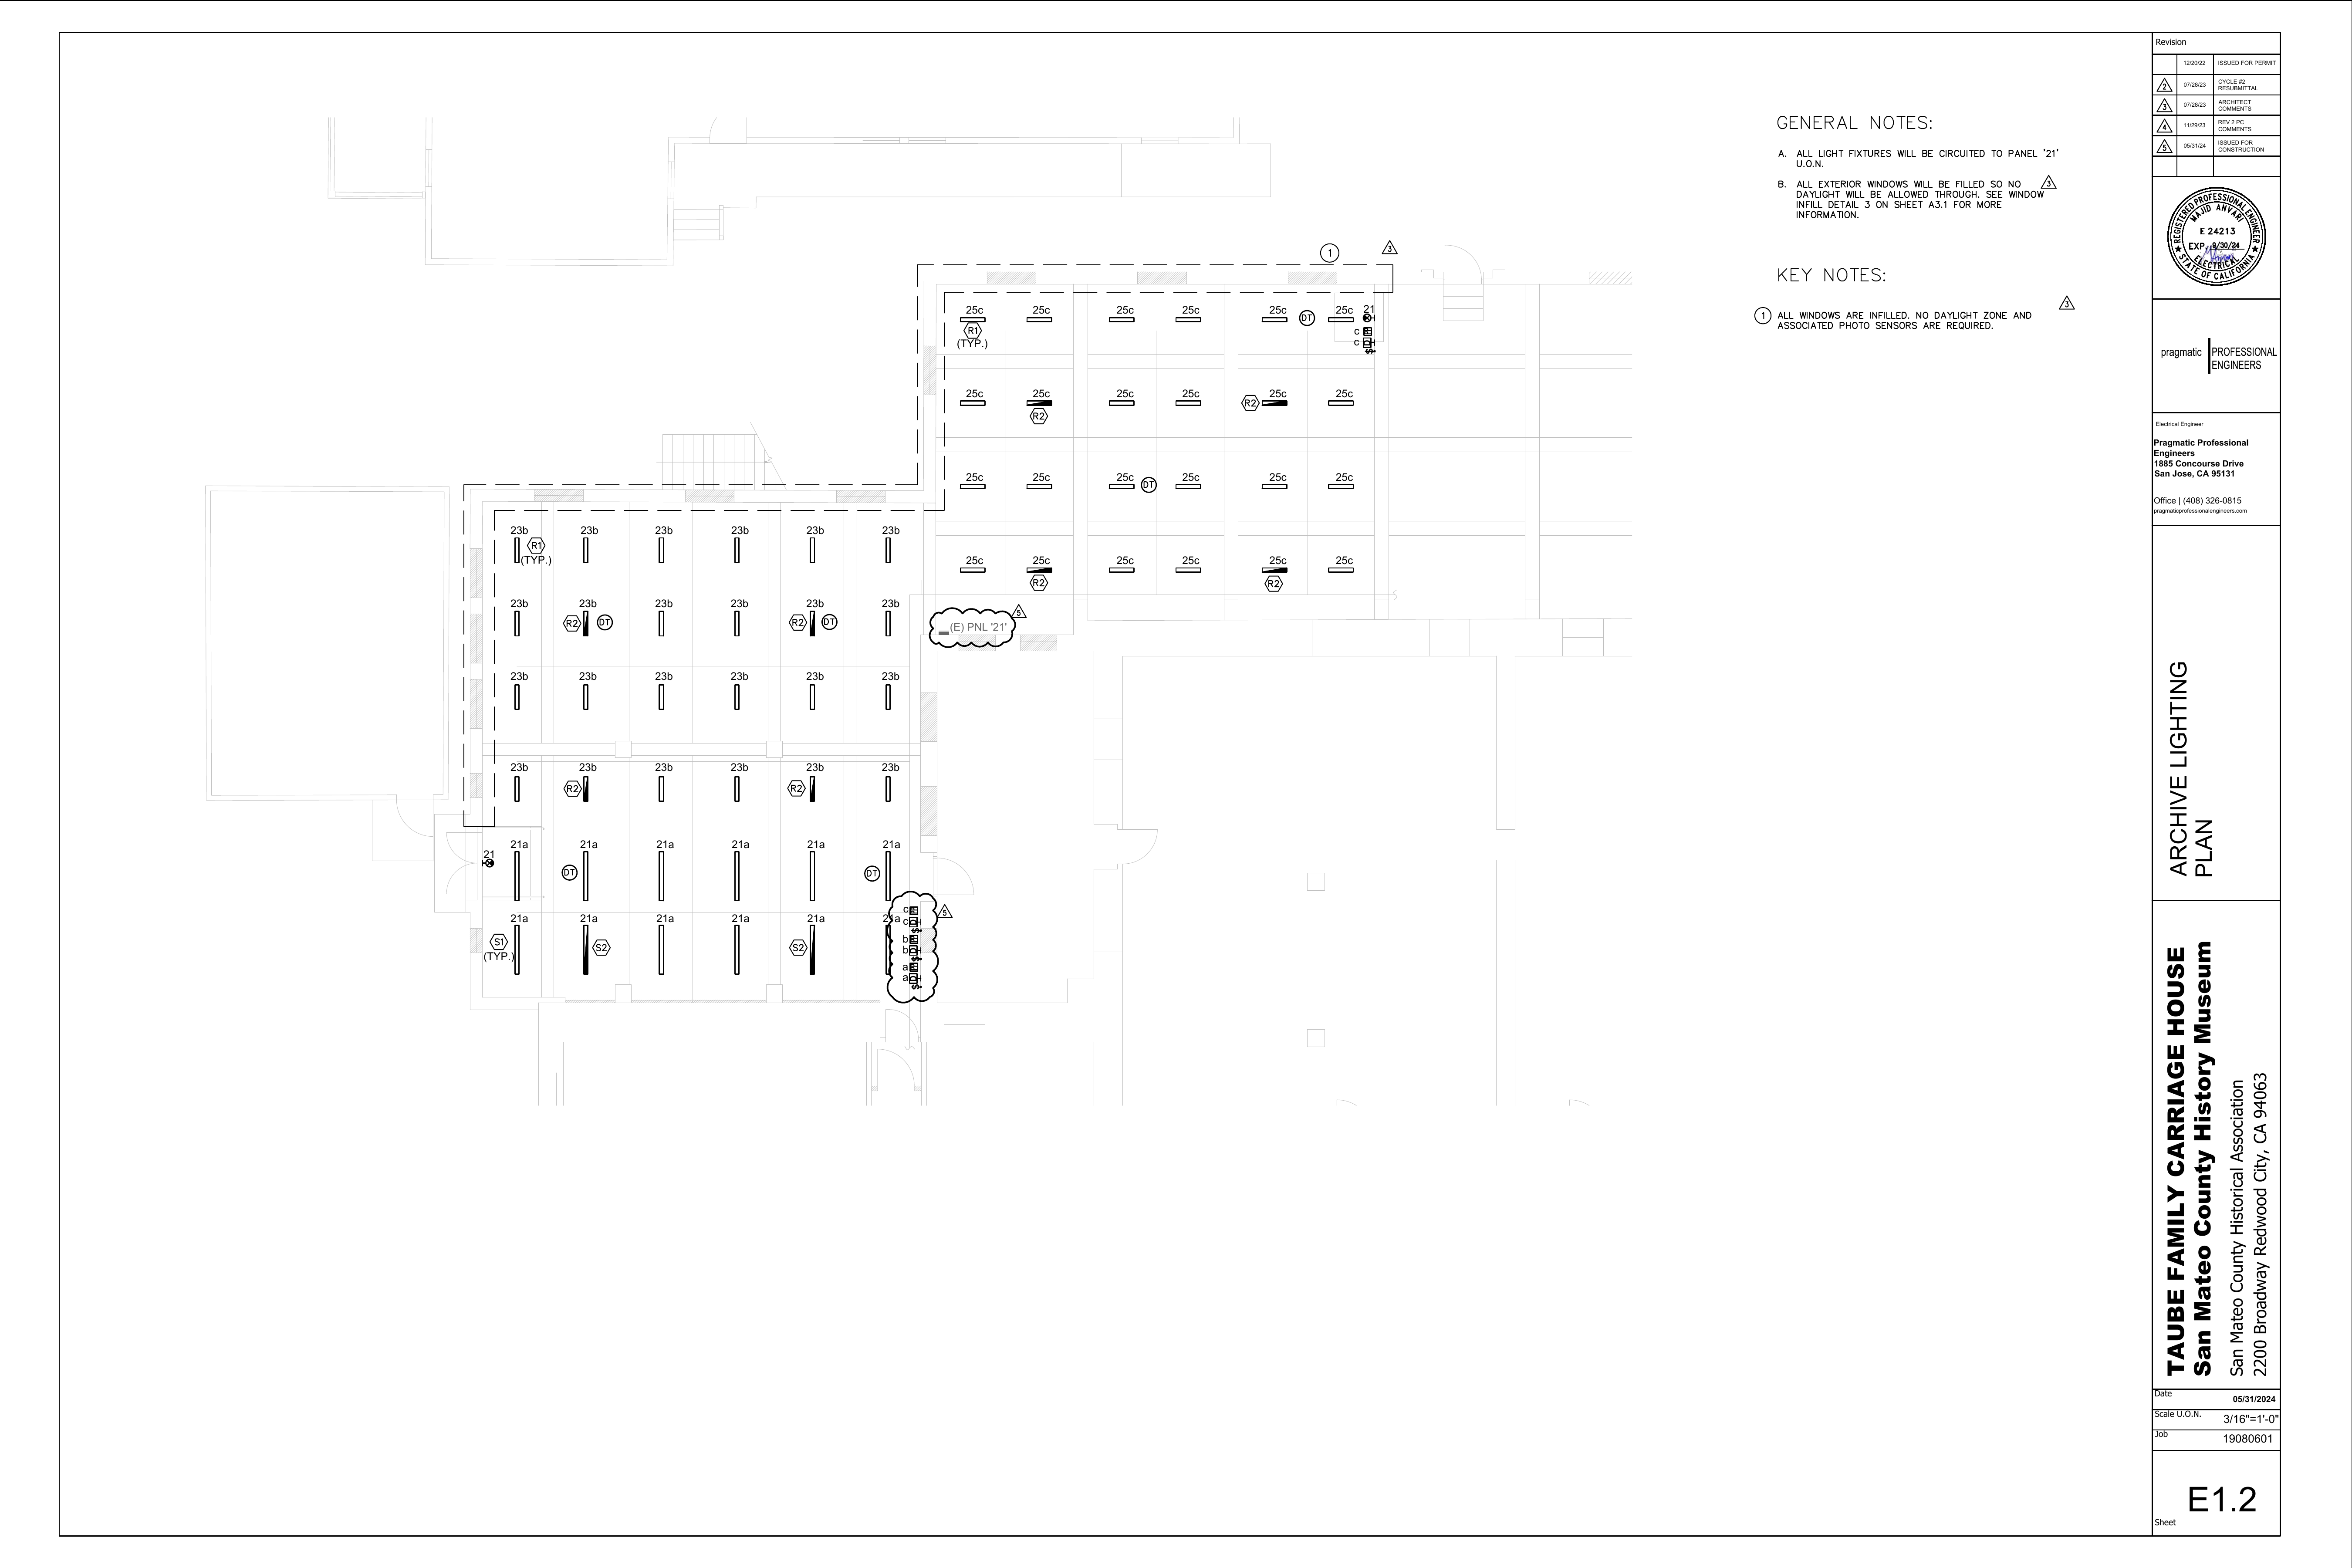 GENERAL NOTES:
A. ALL LIGHT FIXTURES WILL BE CIRCUITED TO PANEL '21'
U.O.N.
B. ALL EXTERIOR WINDOWS WILL BE FILLED SO NO 3
DAYLIGHT WILL BE ALLOWED THROUGH. SEE WINDOW
INFILL DETAIL 3 ON SHEET A3.1 FOR MORE
INFORMATION.
KEY NOTES:
3
1 ALL WINDOWS ARE INFILLED. NO DAYLIGHT ZONE AND
ASSOCIATED PHOTO SENSORS ARE REQUIRED.
1 3
25c 25c 25c 25c 25c DT 25c 21
R1
(TYP.)
c
c
25c 25c 25c 25c 25c 25c
R2 R2
25c 25c 25c DT 25c 25c 25c
25c 25c 25c 25c 25c 25c
R2 R2
23b 23b 23b 23b 23b 23b
R1
(TYP.)
23b 23b 23b 23b 23b 23b
R2 DT R2 DT
(E) PNL '21' 5
23b 23b 23b 23b 23b 23b
23b 23b 23b 23b 23b 23b
R2 R2
21a 21a 21a 21a 21a 21a
21
DT DT
21a 21a 21a 21a 21a 21a
S1
(TYP.)
S2 S2
5
c
c
b
b
a
a
Revision
12/20/22 ISSUED FOR PERMIT
2 07/28/23 CYCLE #2
RESUBMITTAL
3 07/28/23 ARCHITECT
COMMENTS
4 11/29/23 REV 2 PC
COMMENTS
5 05/31/24 ISSUED FOR
CONSTRUCTION
REGISTERED PROFESSIONAL ENGINEER
MAJID ANVARI
E 24213
EXP. 9/30/24
ELECTRICAL
STATE OF CALIFORNIA
pragmatic PROFESSIONAL
ENGINEERS
Electrical Engineer
Pragmatic Professional
Engineers
1885 Concourse Drive
San Jose, CA 95131
Office | (408) 326-0815
pragmaticprofessionalengineers.com
ARCHIVE LIGHTING
PLAN
TAUBE FAMILY CARRIAGE HOUSE
San Mateo County History Museum
San Mateo County Historical Association
2200 Broadway Redwood City, CA 94063
Date
05/31/2024
Scale U.O.N.
3/16"=1'-0"
Job
19080601
E1.2
Sheet